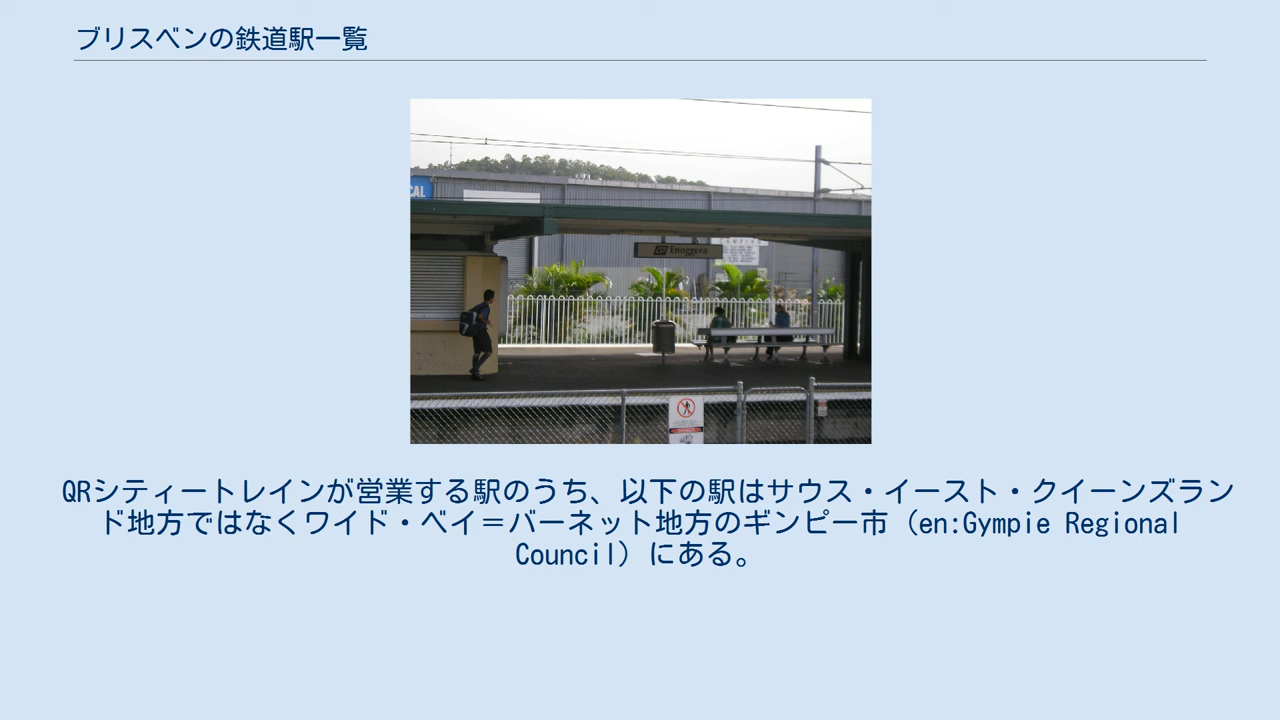 ブリスベンの鉄道駅一覧
CAL
Enoggera
QRシティートレインが営業する駅のうち、以下の駅はサウス・イースト・クイーンズラン
ド地方ではなくワイド・ベイ＝バーネット地方のギンピー市（en:Gympie Regional
Council）にある。